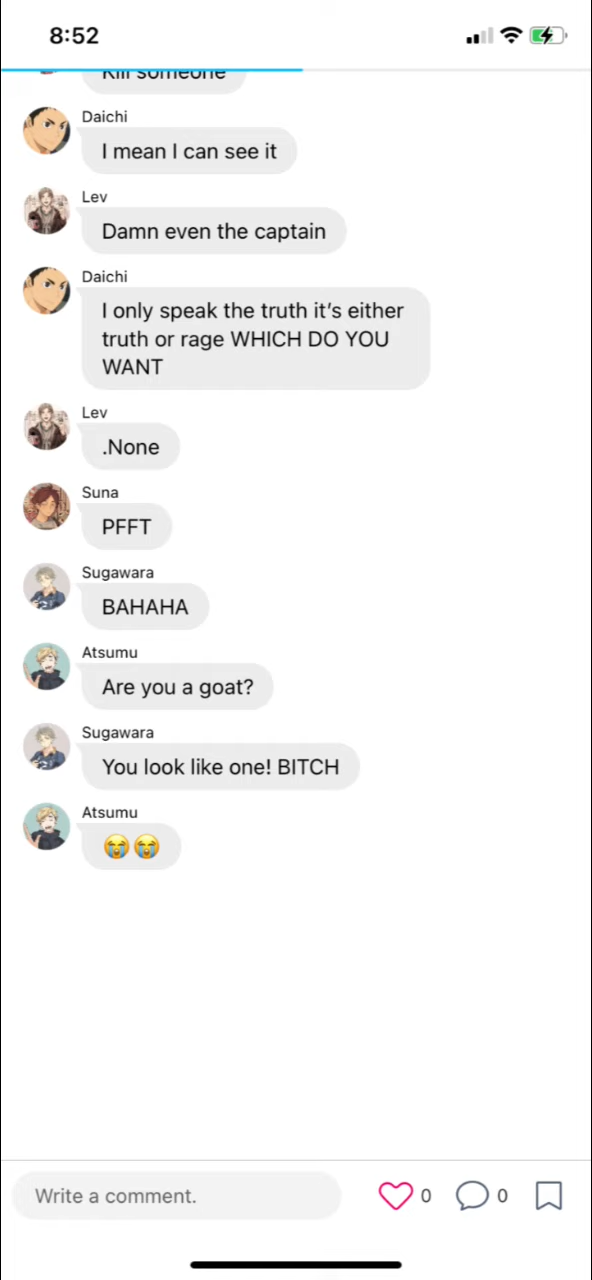 8:52
Kill someone
Daichi
I mean I can see it
Lev
Damn even the captain
Daichi
I only speak the truth it's either
truth or rage WHICH DO YOU
WANT
Lev
.None
Suna
PFFT
Sugawara
BAHAHA
Atsumu
Are you a goat?
Sugawara
You look like one! BITCH
Atsumu
😭😭
Write a comment.
0
0